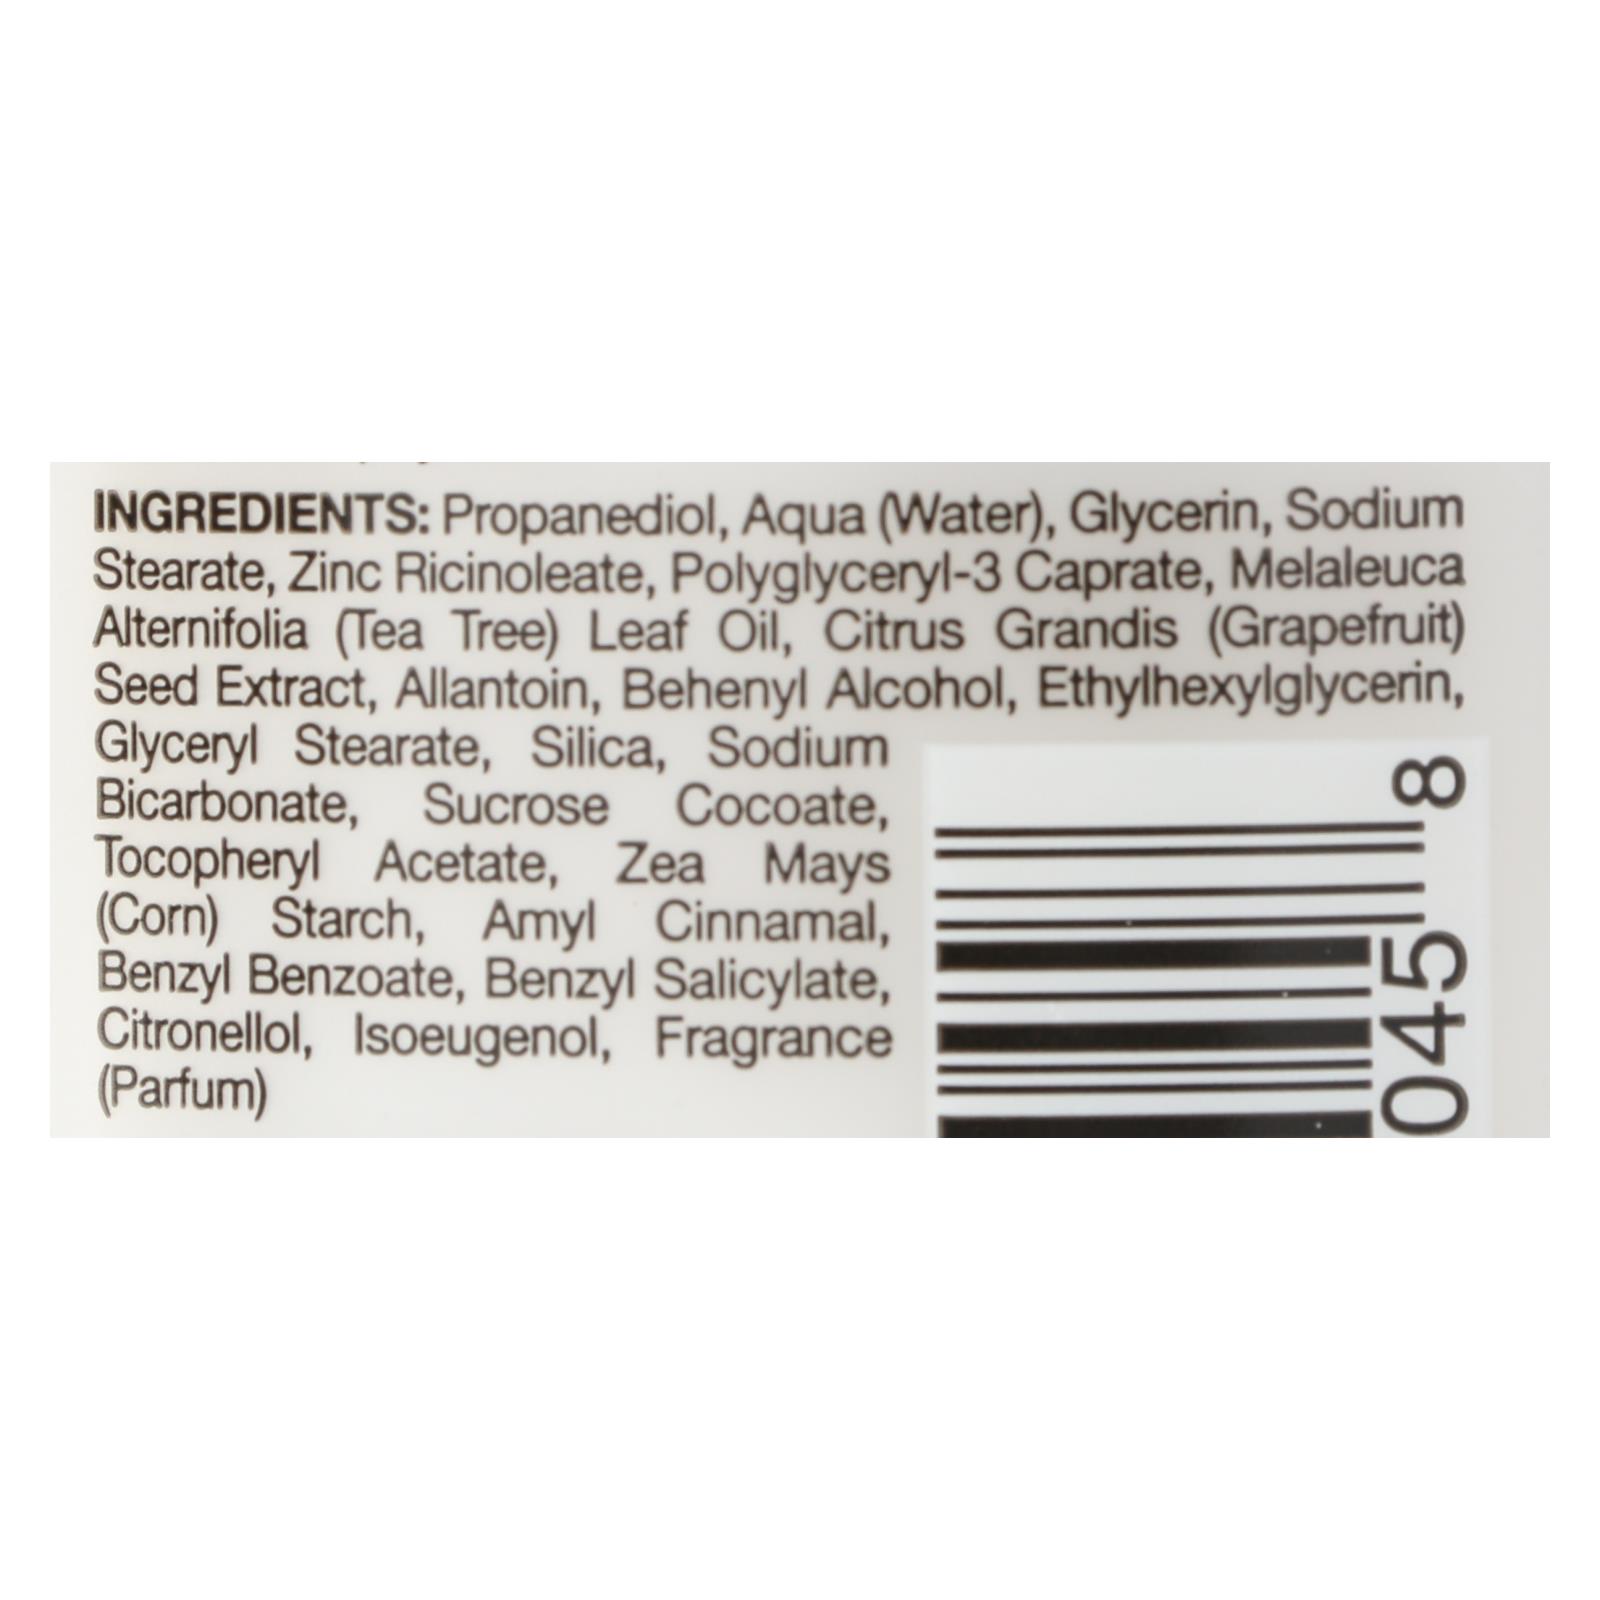 INGREDIENTS: Propanediol, Aqua (Water), Glycerin, Sodium
Stearate, Zinc Ricinoleate, Polyglyceryl-3 Caprate, Melaleuca
Alternifolia (Tea Tree) Leaf Oil, Citrus Grandis (Grapefruit)
Seed Extract, Allantoin, Behenyl Alcohol, Ethylhexylglycerin,
Glyceryl Stearate, Silica, Sodium
Bicarbonate, Sucrose Cocoate,
Tocopheryl Acetate, Zea Mays
(Corn) Starch, Amyl Cinnamal,
Benzyl Benzoate, Benzyl Salicylate,
Citronellol, Isoeugenol, Fragrance
(Parfum)
045 8